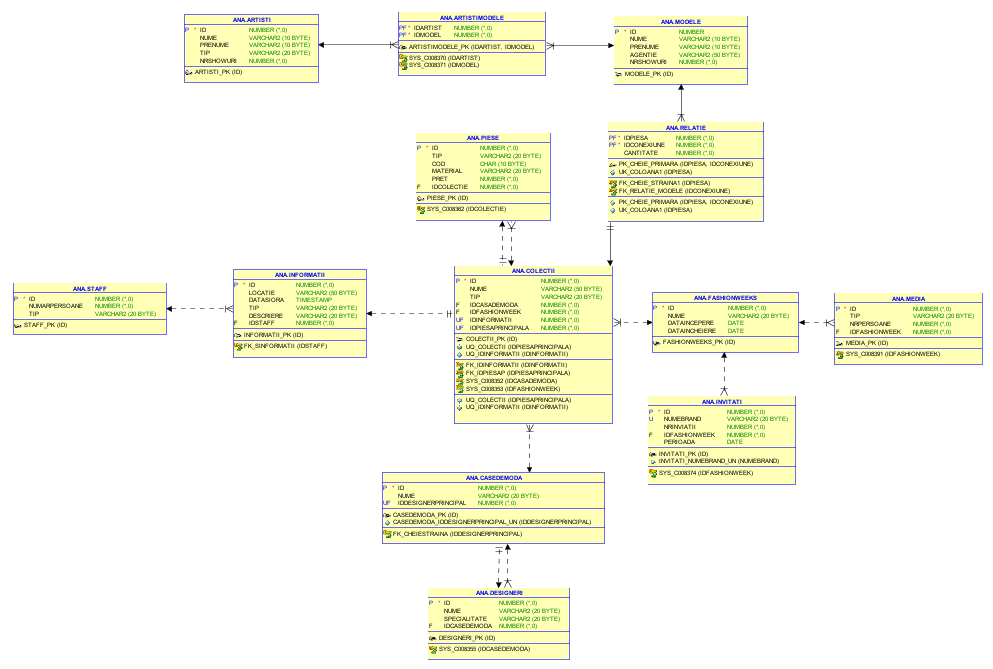 ANA.ARTISTI
P * ID NUMBER (*,0)
NUME VARCHAR2 (10 BYTE)
PRENUME VARCHAR2 (10 BYTE)
TIP VARCHAR2 (20 BYTE)
NRSHOWURI NUMBER (*,0)
ARTISTI_PK (ID)
ANA.ARTISTIMODELE
PF * IDARTIST NUMBER (*,0)
PF * IDMODEL NUMBER (*,0)
ARTISTIMODELE_PK (IDARTIST, IDMODEL)
SYS_C008370 (IDARTIST)
SYS_C008371 (IDMODEL)
ANA.MODELE
P * ID NUMBER
NUME VARCHAR2 (10 BYTE)
PRENUME VARCHAR2 (10 BYTE)
AGENTIE VARCHAR2 (20 BYTE)
NRSHOWURI NUMBER (*,0)
MODELE_PK (ID)
ANA.PIESE
P * ID NUMBER (*,0)
TIP VARCHAR2 (20 BYTE)
COD CHAR (10 BYTE)
MATERIAL VARCHAR2 (20 BYTE)
PRET NUMBER (*,0)
F IDCOLECTIE NUMBER (*,0)
PIESE_PK (ID)
SYS_C008362 (IDCOLECTIE)
ANA.RELATIE
PF * IDPIESA NUMBER (*,0)
PF * IDCONEXIUNE NUMBER (*,0)
CANTITATE NUMBER (*,0)
PK_CHEIE_PRIMARA (IDPIESA, IDCONEXIUNE)
UK_COLOANA1 (IDPIESA)
FK_CHEIE_STRAINA1 (IDPIESA)
FK_RELATIE_MODELE (IDCONEXIUNE)
PK_CHEIE_PRIMARA (IDPIESA, IDCONEXIUNE)
UK_COLOANA1 (IDPIESA)
ANA.STAFF
P * ID NUMBER (*,0)
NUMARPERSOANE NUMBER (*,0)
TIP VARCHAR2 (20 BYTE)
STAFF_PK (ID)
ANA.INFORMATII
P * ID NUMBER (*,0)
LOCATIE VARCHAR2 (50 BYTE)
DATASIORA TIMESTAMP
TIP VARCHAR2 (20 BYTE)
DESCRIERE VARCHAR2 (20 BYTE)
F IDSTAFF NUMBER (*,0)
INFORMATII_PK (ID)
FK_SINFORMATII (IDSTAFF)
ANA.COLECTII
P * ID NUMBER (*,0)
NUME VARCHAR2 (50 BYTE)
TIP VARCHAR2 (20 BYTE)
F IDCASADEMODA NUMBER (*,0)
F IDFASHIONWEEK NUMBER (*,0)
UF IDINFORMATII NUMBER (*,0)
UF IDPIESAPRINCIPALA NUMBER (*,0)
COLECTII_PK (ID)
UQ_COLECTII (IDPIESAPRINCIPALA)
UQ_IDINFORMATII (IDINFORMATII)
FK_IDINFORMATII (IDINFORMATII)
FK_IDPIESAP (IDPIESAPRINCIPALA)
SYS_C008352 (IDCASADEMODA)
SYS_C008353 (IDFASHIONWEEK)
UQ_COLECTII (IDPIESAPRINCIPALA)
UQ_IDINFORMATII (IDINFORMATII)
ANA.FASHIONWEEKS
P * ID NUMBER (*,0)
NUME VARCHAR2 (20 BYTE)
DATAINCEPERE DATE
DATAINCHEIERE DATE
FASHIONWEEKS_PK (ID)
ANA.MEDIA
P * ID NUMBER (*,0)
TIP VARCHAR2 (20 BYTE)
NRPERSOANE NUMBER (*,0)
F IDFASHIONWEEK NUMBER (*,0)
MEDIA_PK (ID)
SYS_C008391 (IDFASHIONWEEK)
ANA.INVITATI
P * ID NUMBER (*,0)
U NUMEBRAND VARCHAR2 (20 BYTE)
NRINVIATII NUMBER (*,0)
F IDFASHIONWEEK NUMBER (*,0)
PERIOADA DATE
INVITATI_PK (ID)
INVITATI_NUMEBRAND_UN (NUMEBRAND)
SYS_C008374 (IDFASHIONWEEK)
ANA.CASEDEMODA
P * ID NUMBER (*,0)
NUME VARCHAR2 (20 BYTE)
UF IDDESIGNERPRINCIPAL NUMBER (*,0)
CASEDEMODA_PK (ID)
CASEDEMODA_IDDESIGNERPRINCIPAL_UN (IDDESIGNERPRINCIPAL)
FK_CHEIESTRAINA (IDDESIGNERPRINCIPAL)
ANA.DESIGNERI
P * ID NUMBER (*,0)
NUME VARCHAR2 (20 BYTE)
SPECIALITATE VARCHAR2 (20 BYTE)
F IDCASEDEMODA NUMBER (*,0)
DESIGNERI_PK (ID)
SYS_C008355 (IDCASEDEMODA)